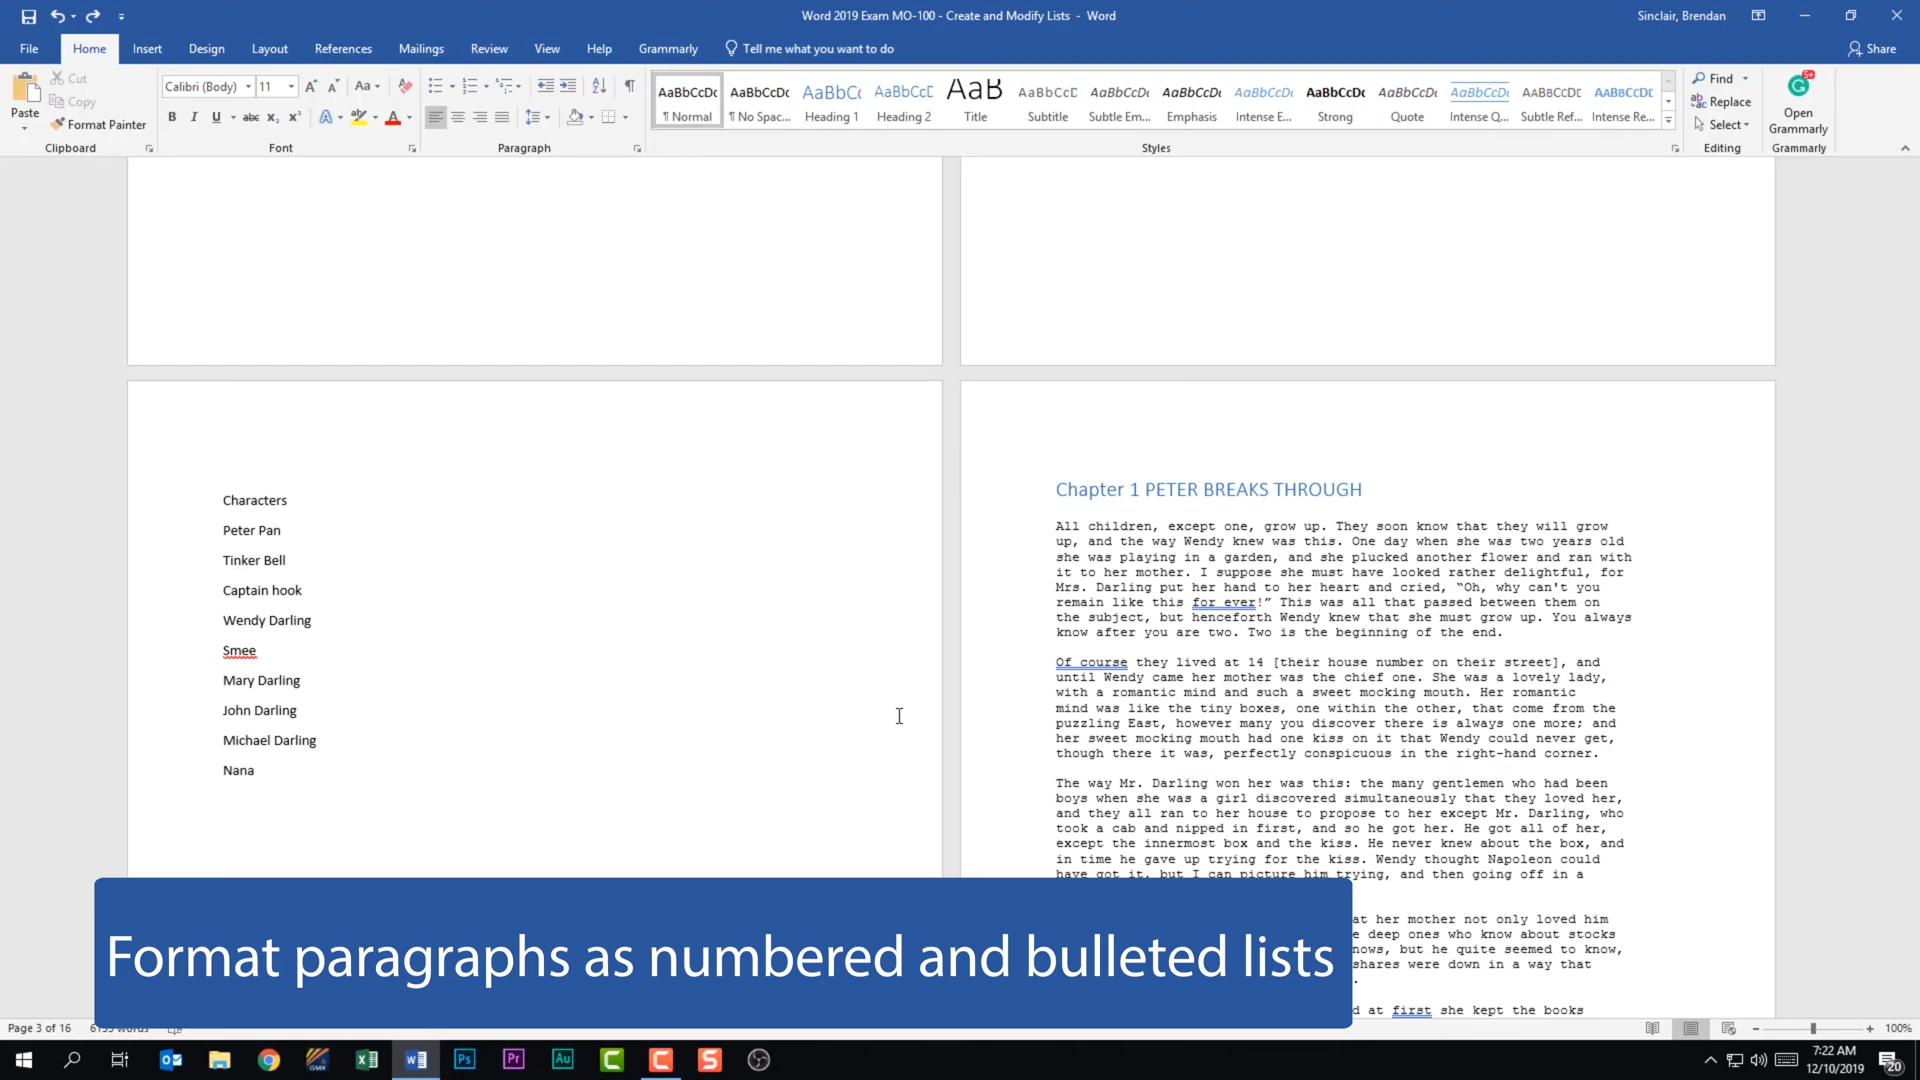 Word 2019 Exam MO-100 - Create and Modify Lists - Word
Sinclair, Brendan
File Home Insert Design Layout References Mailings Review View Help Grammarly Tell me what you want to do Share
Paste
Cut
Copy
Format Painter
Clipboard
Calibri (Body) 11
Font
Paragraph
AaBbCcDc AaBbCcDc AaBbCc AaBbCcD AaB AaBbCcD AaBbCcDc AaBbCcDc AaBbCcDc AaBbCcDc AaBbCcDc AaBbCcDc AABBCCDC AABBCCDC
¶ Normal ¶ No Spac... Heading 1 Heading 2 Title Subtitle Subtle Em... Emphasis Intense E... Strong Quote Intense Q... Subtle Ref... Intense Re...
Styles
Find
Replace
Select
Editing
Open
Grammarly
Grammarly
Characters
Peter Pan
Tinker Bell
Captain hook
Wendy Darling
Smee
Mary Darling
John Darling
Michael Darling
Nana
Chapter 1 PETER BREAKS THROUGH
All children, except one, grow up. They soon know that they will grow
up, and the way Wendy knew was this. One day when she was two years old
she was playing in a garden, and she plucked another flower and ran with
it to her mother. I suppose she must have looked rather delightful, for
Mrs. Darling put her hand to her heart and cried, “Oh, why can't you
remain like this for ever!” This was all that passed between them on
the subject, but henceforth Wendy knew that she must grow up. You always
know after you are two. Two is the beginning of the end.
Of course they lived at 14 [their house number on their street], and
until Wendy came her mother was the chief one. She was a lovely lady,
with a romantic mind and such a sweet mocking mouth. Her romantic
mind was like the tiny boxes, one within the other, that come from the
puzzling East, however many you discover there is always one more; and
her sweet mocking mouth had one kiss on it that Wendy could never get,
though there it was, perfectly conspicuous in the right-hand corner.
The way Mr. Darling won her was this: the many gentlemen who had been
boys when she was a girl discovered simultaneously that they loved her,
and they all ran to her house to propose to her except Mr. Darling, who
took a cab and nipped in first, and so he got her. He got all of her,
except the innermost box and the kiss. He never knew about the box, and
in time he gave up trying for the kiss. Wendy thought Napoleon could
have got it, but I can picture him trying, and then going off in a
at her mother not only loved him
e deep ones who know about stocks
nows, but he quite seemed to know,
shares were down in a way that
d at first she kept the books
Format paragraphs as numbered and bulleted lists
Page 3 of 16
100%
7:22 AM
12/10/2019
20